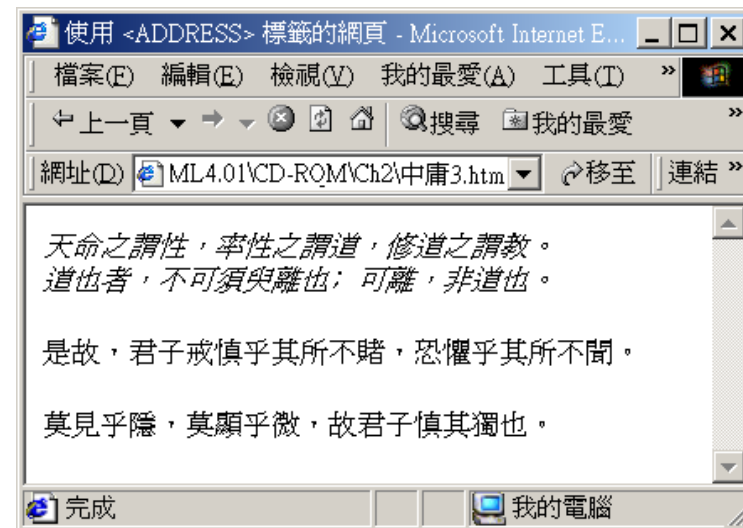 使用 <ADDRESS> 標籤的網頁 - Microsoft Internet E...
檔案(F) 編輯(E) 檢視(V) 我的最愛(A) 工具(T) »
上一頁 搜尋 我的最愛 »
網址(D) ML4.01\CD-ROM\Ch2\中庸3.htm 移至 連結 »
天命之謂性，率性之謂道，修道之謂教。
道也者，不可須臾離也; 可離，非道也。
是故，君子戒慎乎其所不賭，恐懼乎其所不聞。
莫見乎隱，莫顯乎微，故君子慎其獨也。
完成 我的電腦